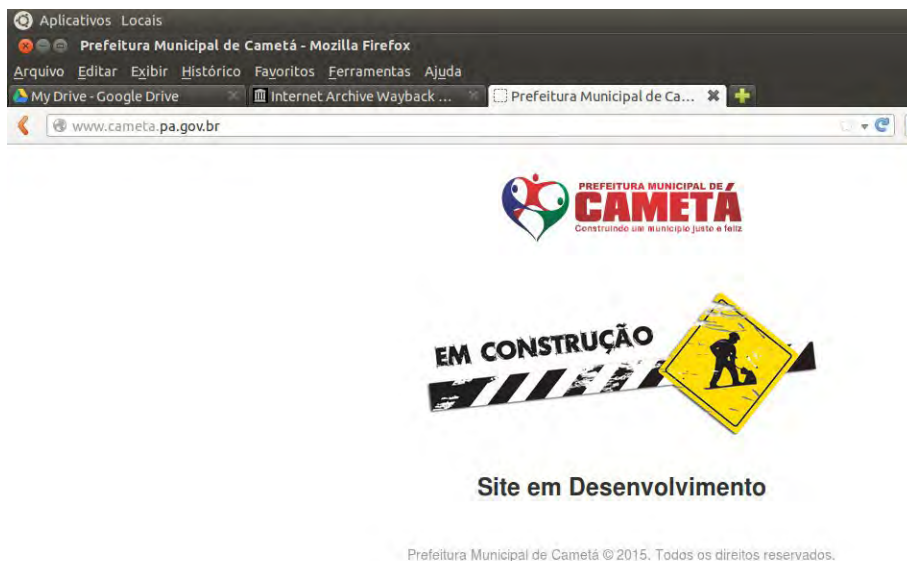 Aplicativos Locais
Prefeitura Municipal de Cametá - Mozilla Firefox
Arquivo Editar Exibir Histórico Favoritos Ferramentas Ajuda
My Drive - Google Drive Internet Archive Wayback ... Prefeitura Municipal de Ca...
www.cameta.pa.gov.br
PREFEITURA MUNICIPAL DE
CAMETÁ
Construindo um município justo e feliz
EM CONSTRUÇÃO
Site em Desenvolvimento
Prefeitura Municipal de Cametá © 2015. Todos os direitos reservados.